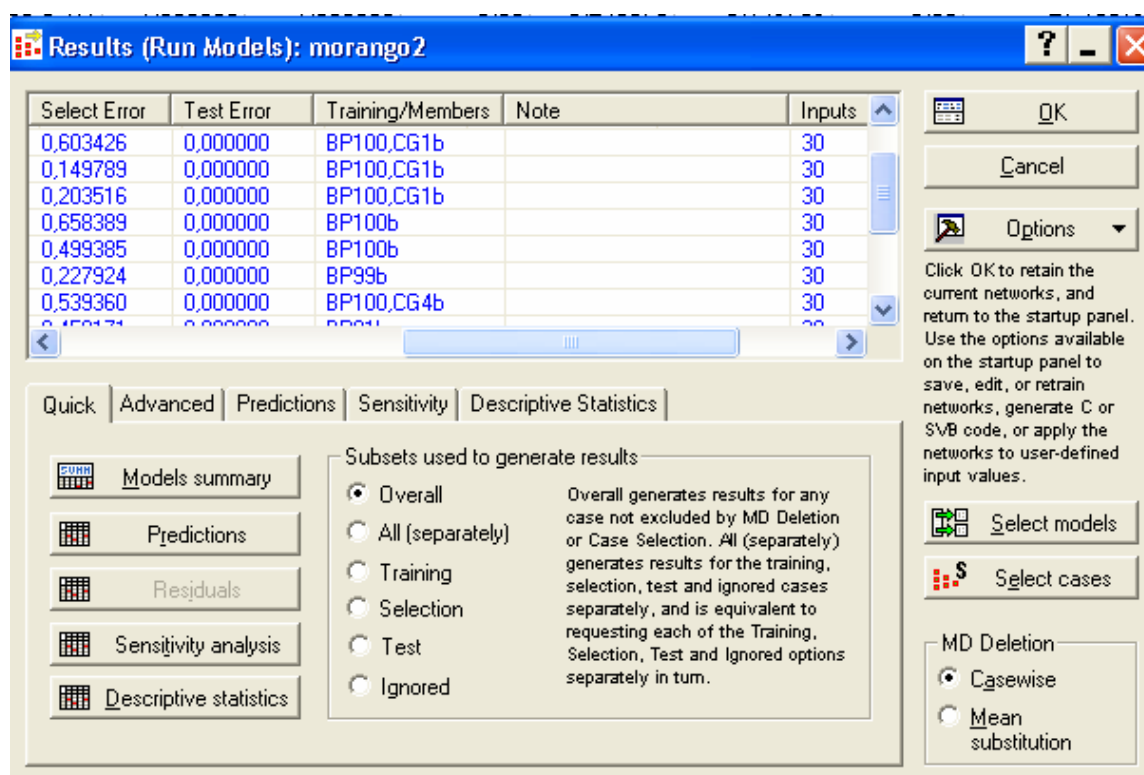 Results (Run Models): morango2
Select Error Test Error Training/Members Note Inputs
0,603426 0,000000 BP100,CG1b 30
0,149789 0,000000 BP100,CG1b 30
0,203516 0,000000 BP100,CG1b 30
0,658389 0,000000 BP100b 30
0,499385 0,000000 BP100b 30
0,227924 0,000000 BP99b 30
0,539360 0,000000 BP100,CG4b 30
OK
Cancel
Options
Click OK to retain the
current networks, and
return to the startup panel.
Use the options available
on the startup panel to
save, edit, or retrain
networks, generate C or
SVB code, or apply the
networks to user-defined
input values.
Select models
Select cases
MD Deletion
Casewise
Mean
substitution
Quick Advanced Predictions Sensitivity Descriptive Statistics
Models summary
Predictions
Residuals
Sensitivity analysis
Descriptive statistics
Subsets used to generate results
Overall
All (separately)
Training
Selection
Test
Ignored
Overall generates results for any
case not excluded by MD Deletion
or Case Selection. All (separately)
generates results for the training,
selection, test and ignored cases
separately, and is equivalent to
requesting each of the Training,
Selection, Test and Ignored options
separately in turn.